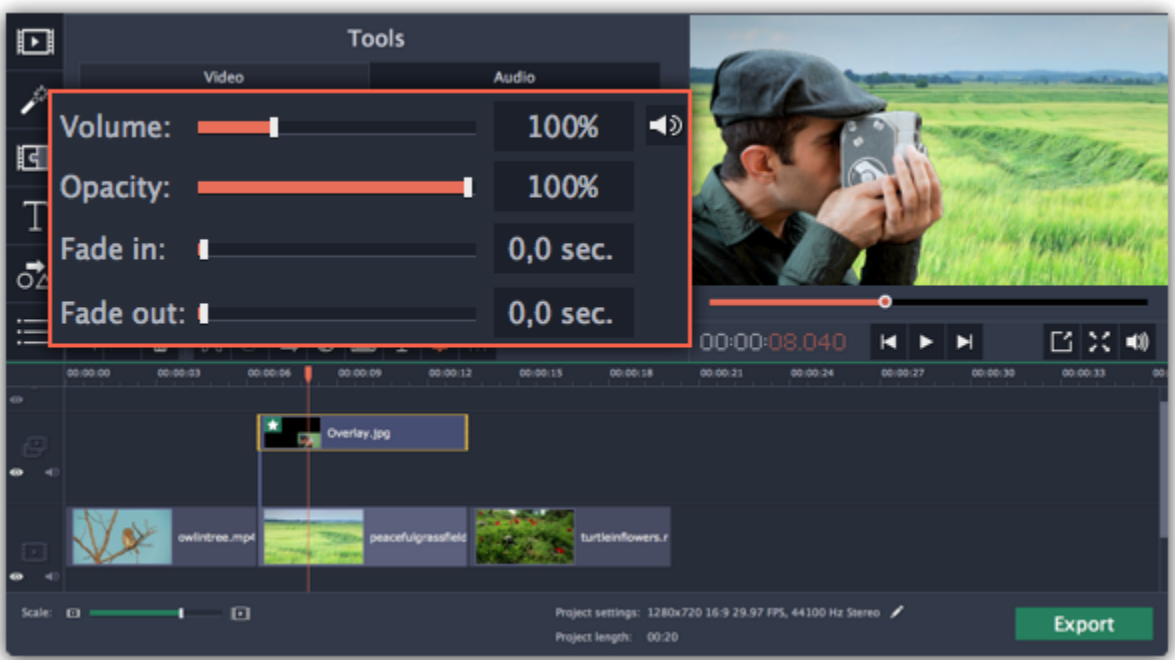 Tools
Video Audio
Volume: 100%
Opacity: 100%
Fade in: 0,0 sec.
Fade out: 0,0 sec.
T
00:00:08.040
00:00:00 00:00:03 00:00:06 00:00:09 00:00:12 00:00:15 00:00:18 00:00:21 00:00:24 00:00:27 00:00:30 00:00:33 00:
Overlay.jpg
owlintree.mp4 peacefulgrassfield turtleinflowers.r
Scale: Project settings: 1280x720 16:9 29.97 FPS, 44100 Hz Stereo
Project length: 00:20
Export